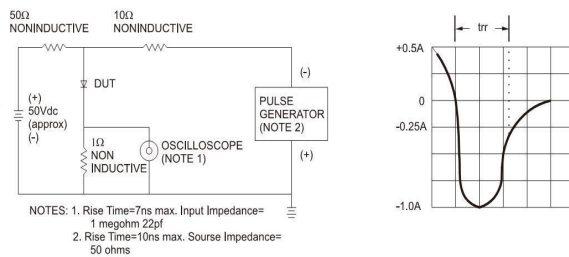 50Ω
NONINDUCTIVE
10Ω
NONINDUCTIVE
DUT
(+)
50Vdc
(approx)
(-)
1Ω
NON
INDUCTIVE
OSCILLOSCOPE
(NOTE 1)
(-)
PULSE
GENERATOR
(NOTE 2)
(+)
NOTES: 1. Rise Time=7ns max. Input Impedance=
1 megohm 22pf
2. Rise Time=10ns max. Sourse Impedance=
50 ohms
trr
+0.5A
0
-0.25A
-1.0A